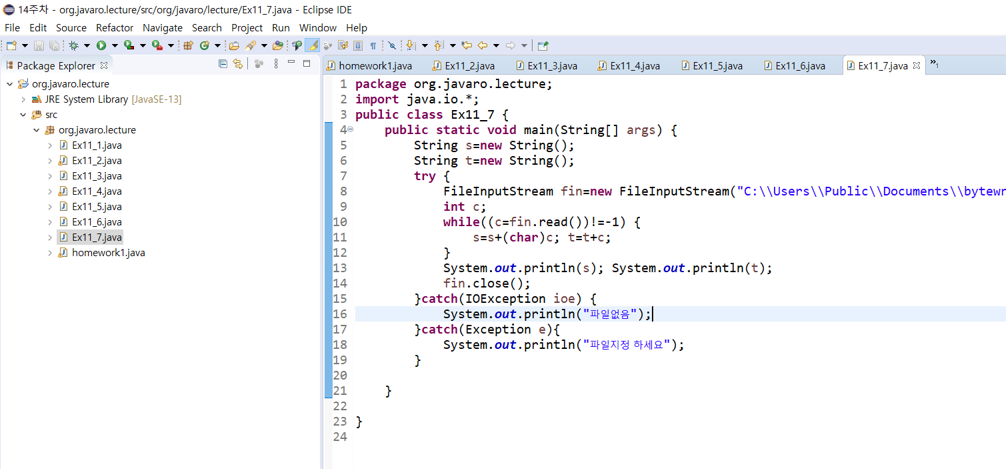 14주차 - org.javaro.lecture/src/org/javaro/lecture/Ex11_7.java - Eclipse IDE
File Edit Source Refactor Navigate Search Project Run Window Help
Package Explorer
org.javaro.lecture
JRE System Library [JavaSE-13]
src
org.javaro.lecture
Ex11_1.java
Ex11_2.java
Ex11_3.java
Ex11_4.java
Ex11_5.java
Ex11_6.java
Ex11_7.java
homework1.java
homework1.java Ex11_2.java Ex11_3.java Ex11_4.java Ex11_5.java Ex11_6.java Ex11_7.java »1
1 package org.javaro.lecture;
2 import java.io.*;
3 public class Ex11_7 {
4 public static void main(String[] args) {
5 String s=new String();
6 String t=new String();
7 try {
8 FileInputStream fin=new FileInputStream("C:\\Users\\Public\\Documents\\bytewr
9 int c;
10 while((c=fin.read())!=-1) {
11 s=s+(char)c; t=t+c;
12 }
13 System.out.println(s); System.out.println(t);
14 fin.close();
15 }catch(IOException ioe) {
16 System.out.println("파일없음");
17 }catch(Exception e){
18 System.out.println("파일지정 하세요");
19 }
20
21 }
22
23 }
24